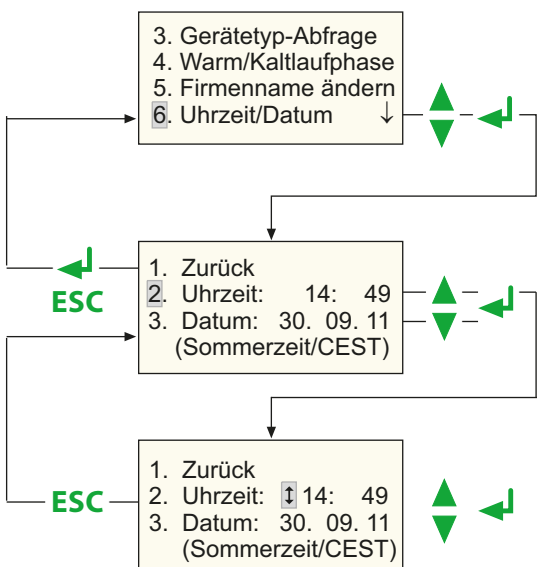 3. Gerätetyp-Abfrage
4. Warm/Kaltlaufphase
5. Firmenname ändern
6. Uhrzeit/Datum ↓
1. Zurück
2. Uhrzeit: 14: 49
3. Datum: 30. 09. 11
(Sommerzeit/CEST)
ESC
1. Zurück
2. Uhrzeit: ↕ 14: 49
3. Datum: 30. 09. 11
(Sommerzeit/CEST)
ESC